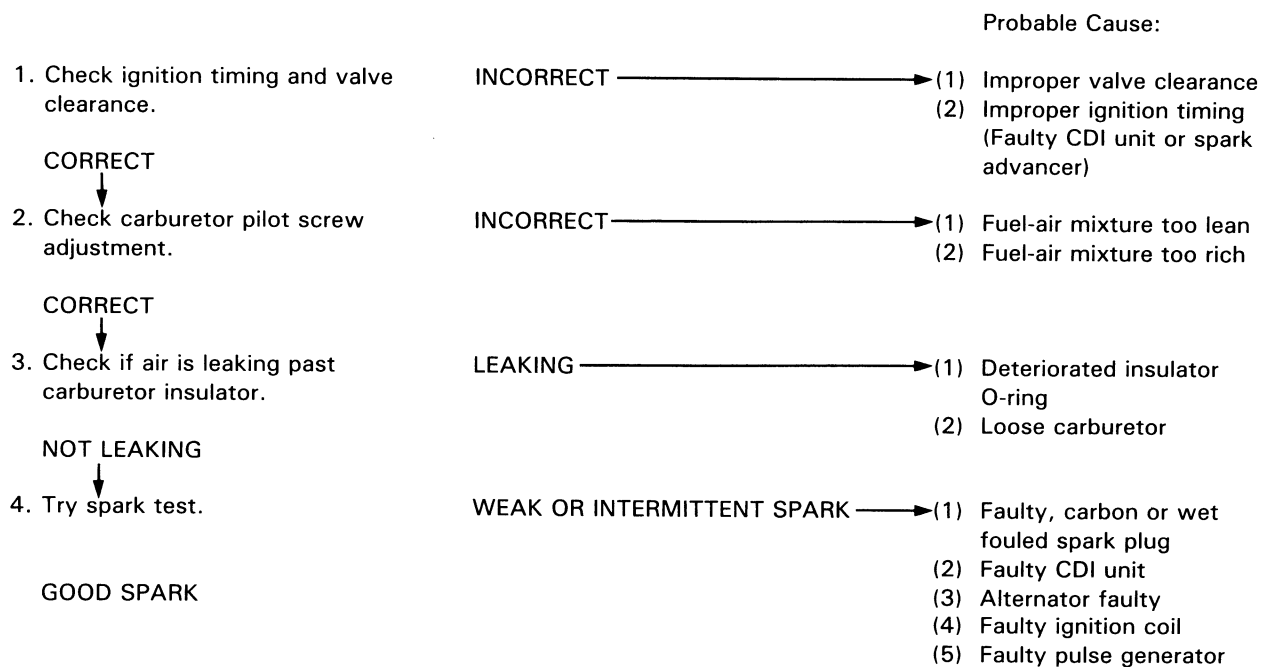 Probable Cause:
1. Check ignition timing and valve clearance.
INCORRECT
(1) Improper valve clearance
(2) Improper ignition timing
(Faulty CDI unit or spark
advancer)
CORRECT
2. Check carburetor pilot screw
adjustment.
INCORRECT
(1) Fuel-air mixture too lean
(2) Fuel-air mixture too rich
CORRECT
3. Check if air is leaking past
carburetor insulator.
LEAKING
(1) Deteriorated insulator
O-ring
(2) Loose carburetor
NOT LEAKING
4. Try spark test.
WEAK OR INTERMITTENT SPARK
(1) Faulty, carbon or wet
fouled spark plug
(2) Faulty CDI unit
(3) Alternator faulty
(4) Faulty ignition coil
(5) Faulty pulse generator
GOOD SPARK